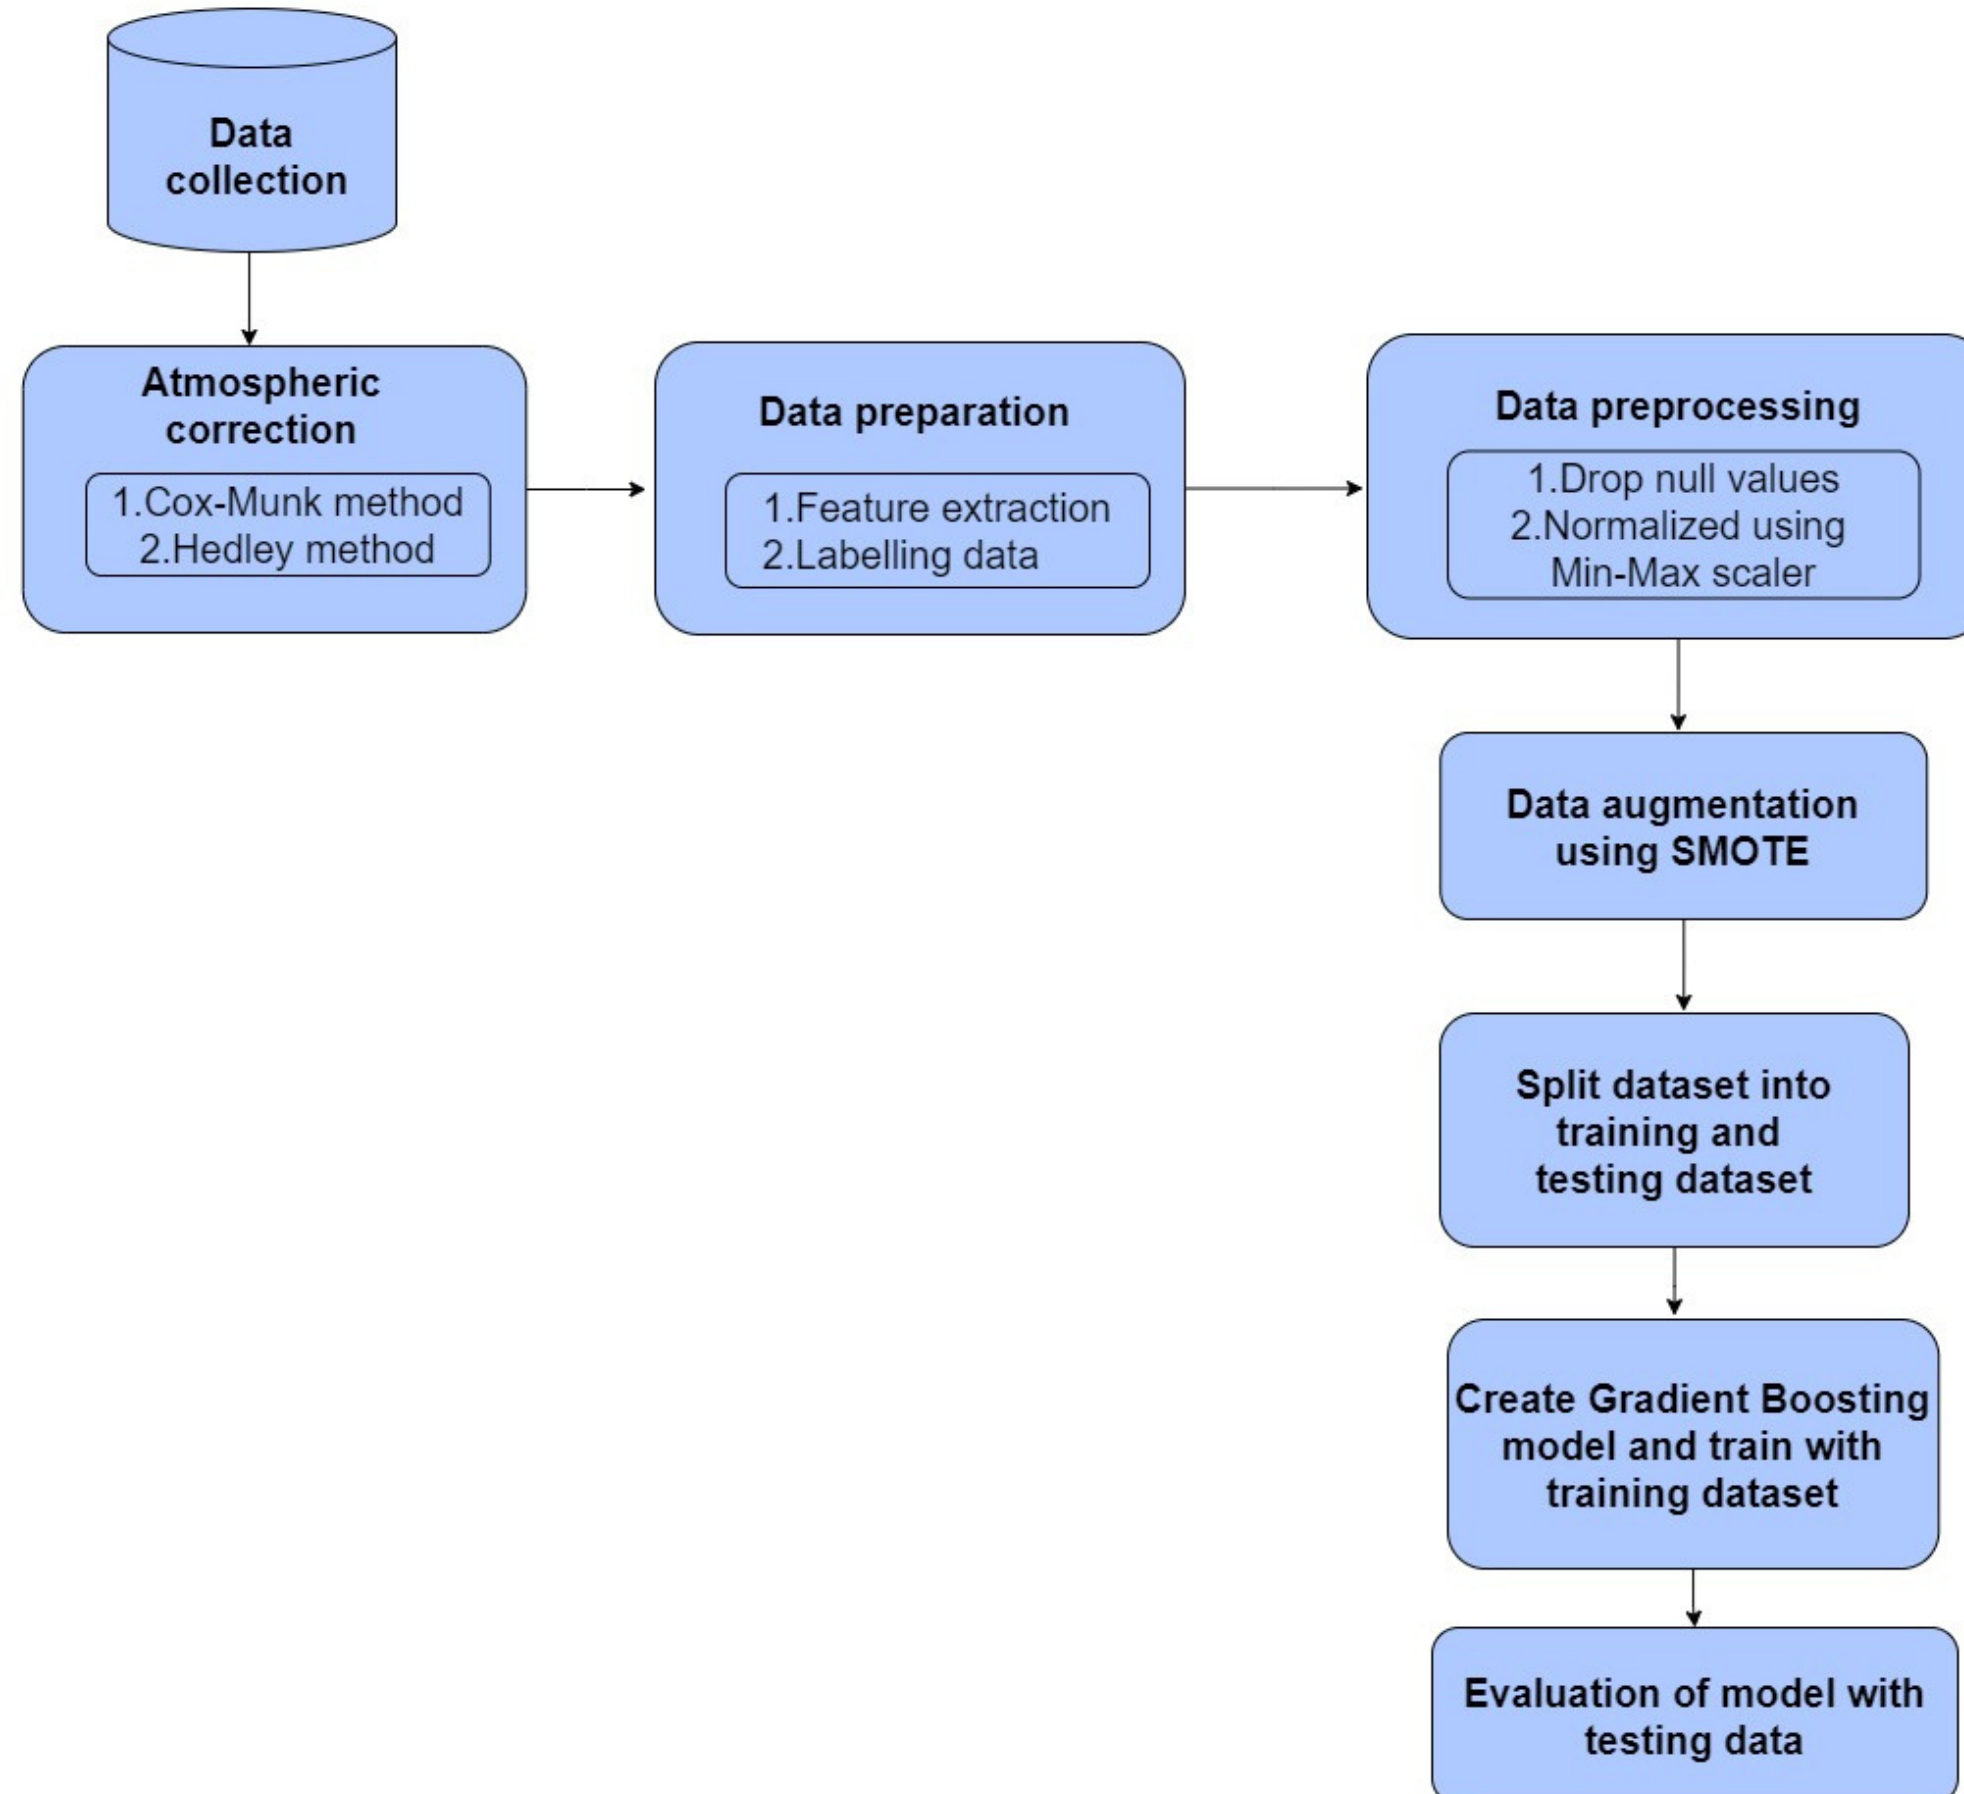 Data
collection
Atmospheric
correction
1.Cox-Munk method
2.Hedley method
Data preparation
1.Feature extraction
2.Labelling data
Data preprocessing
1.Drop null values
2.Normalized using
Min-Max scaler
Data augmentation
using SMOTE
Split dataset into
training and
testing dataset
Create Gradient Boosting
model and train with
training dataset
Evaluation of model with
testing data